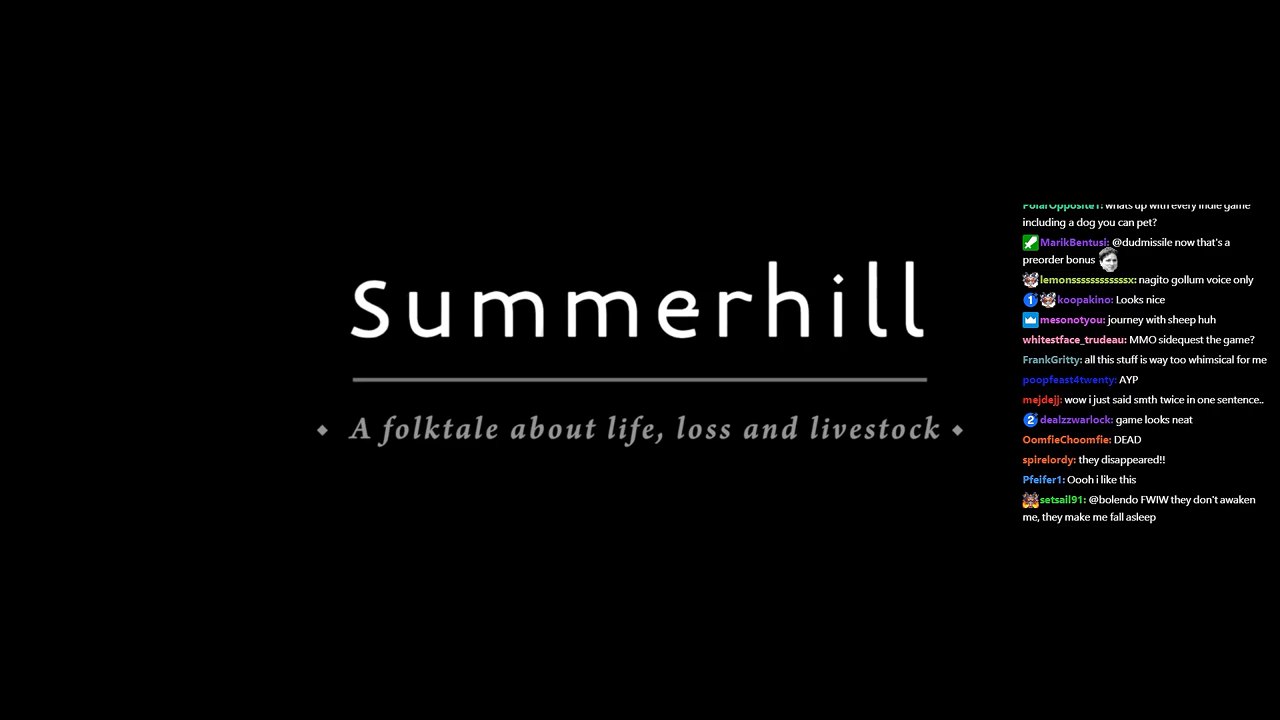 summerhill
A folktale about life, loss and livestock
PolarOpposite1: whats up with every indie game
including a dog you can pet?
MarikBentusi: @dudmissile now that's a
preorder bonus
lemonsssssssssssssx: nagito gollum voice only
1 koopakino: Looks nice
mesonotyou: journey with sheep huh
whitestface_trudeau: MMO sidequest the game?
FrankGritty: all this stuff is way too whimsical for me
poopfeast4twenty: AYP
mejdejj: wow i just said smth twice in one sentence..
2 dealzzwarlock: game looks neat
OomfieChoomfie: DEAD
spirelordy: they disappeared!!
Pfeifer1: Oooh i like this
setsail91: @bolendo FWIW they don't awaken
me, they make me fall asleep